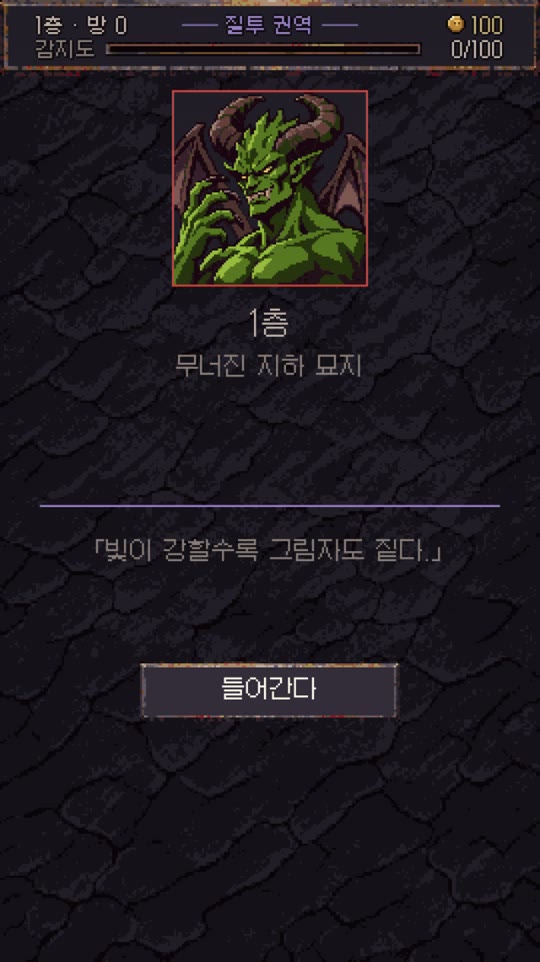 1층 · 방 0 질투 권역 100
감지도 0/100
1층
무너진 지하 묘지
「빛이 강할수록 그림자도 짙다.」
들어간다